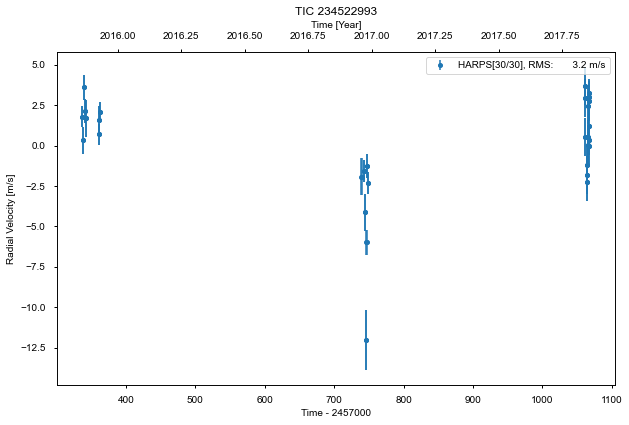 TIC 234522993
Time [Year]
2016.00 2016.25 2016.50 2016.75 2017.00 2017.25 2017.50 2017.75
HARPS[30/30], RMS: 3.2 m/s
5.0
2.5
0.0
−2.5
−5.0
−7.5
−10.0
−12.5
Radial Velocity [m/s]
400 500 600 700 800 900 1000 1100
Time - 2457000